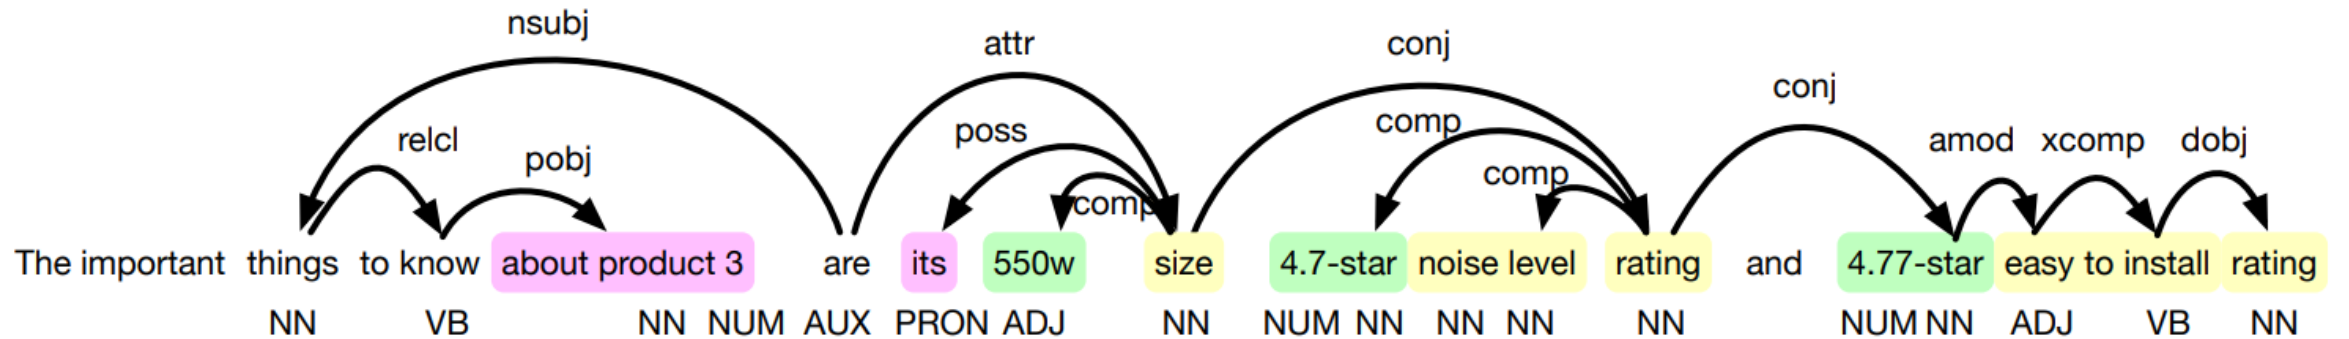 nsubj attr conj
conj
relcl pobj poss comp amod xcomp dobj
comp comp
The important things to know about product 3 are its 550w size 4.7-star noise level rating and 4.77-star easy to install rating
NN VB NN NUM AUX PRON ADJ NN NUM NN NN NN NN NUM NN ADJ VB NN